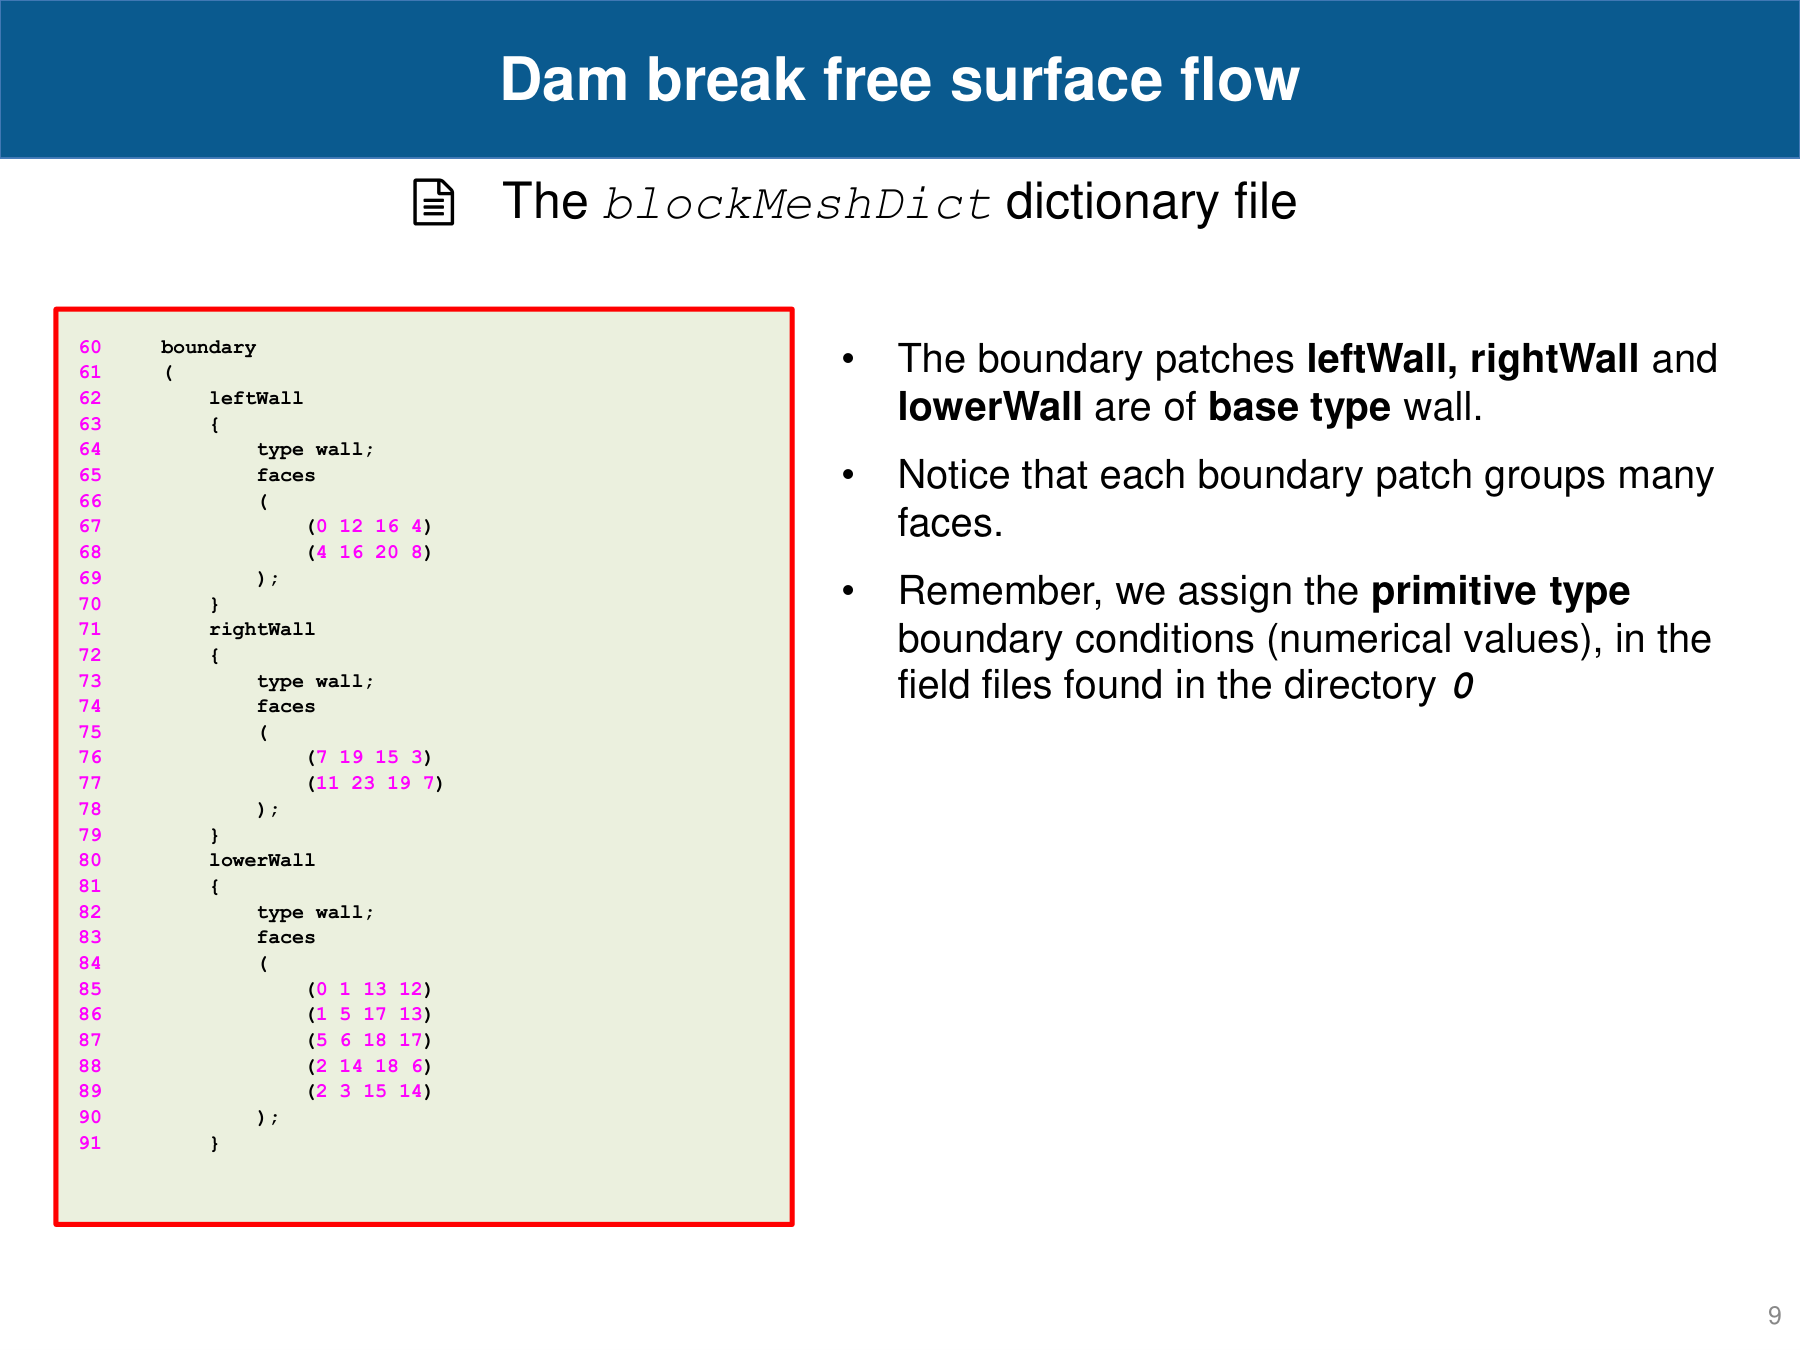 Dam break free surface flow
The blockMeshDict dictionary file
60 boundary
61 (
62 leftWall
63 {
64 type wall;
65 faces
66 (
67 (0 12 16 4)
68 (4 16 20 8)
69 );
70 }
71 rightWall
72 {
73 type wall;
74 faces
75 (
76 (7 19 15 3)
77 (11 23 19 7)
78 );
79 }
80 lowerWall
81 {
82 type wall;
83 faces
84 (
85 (0 1 13 12)
86 (1 5 17 13)
87 (5 6 18 17)
88 (2 14 18 6)
89 (2 3 15 14)
90 );
91 }
• The boundary patches leftWall, rightWall and
lowerWall are of base type wall.
• Notice that each boundary patch groups many
faces.
• Remember, we assign the primitive type
boundary conditions (numerical values), in the
field files found in the directory 0
9